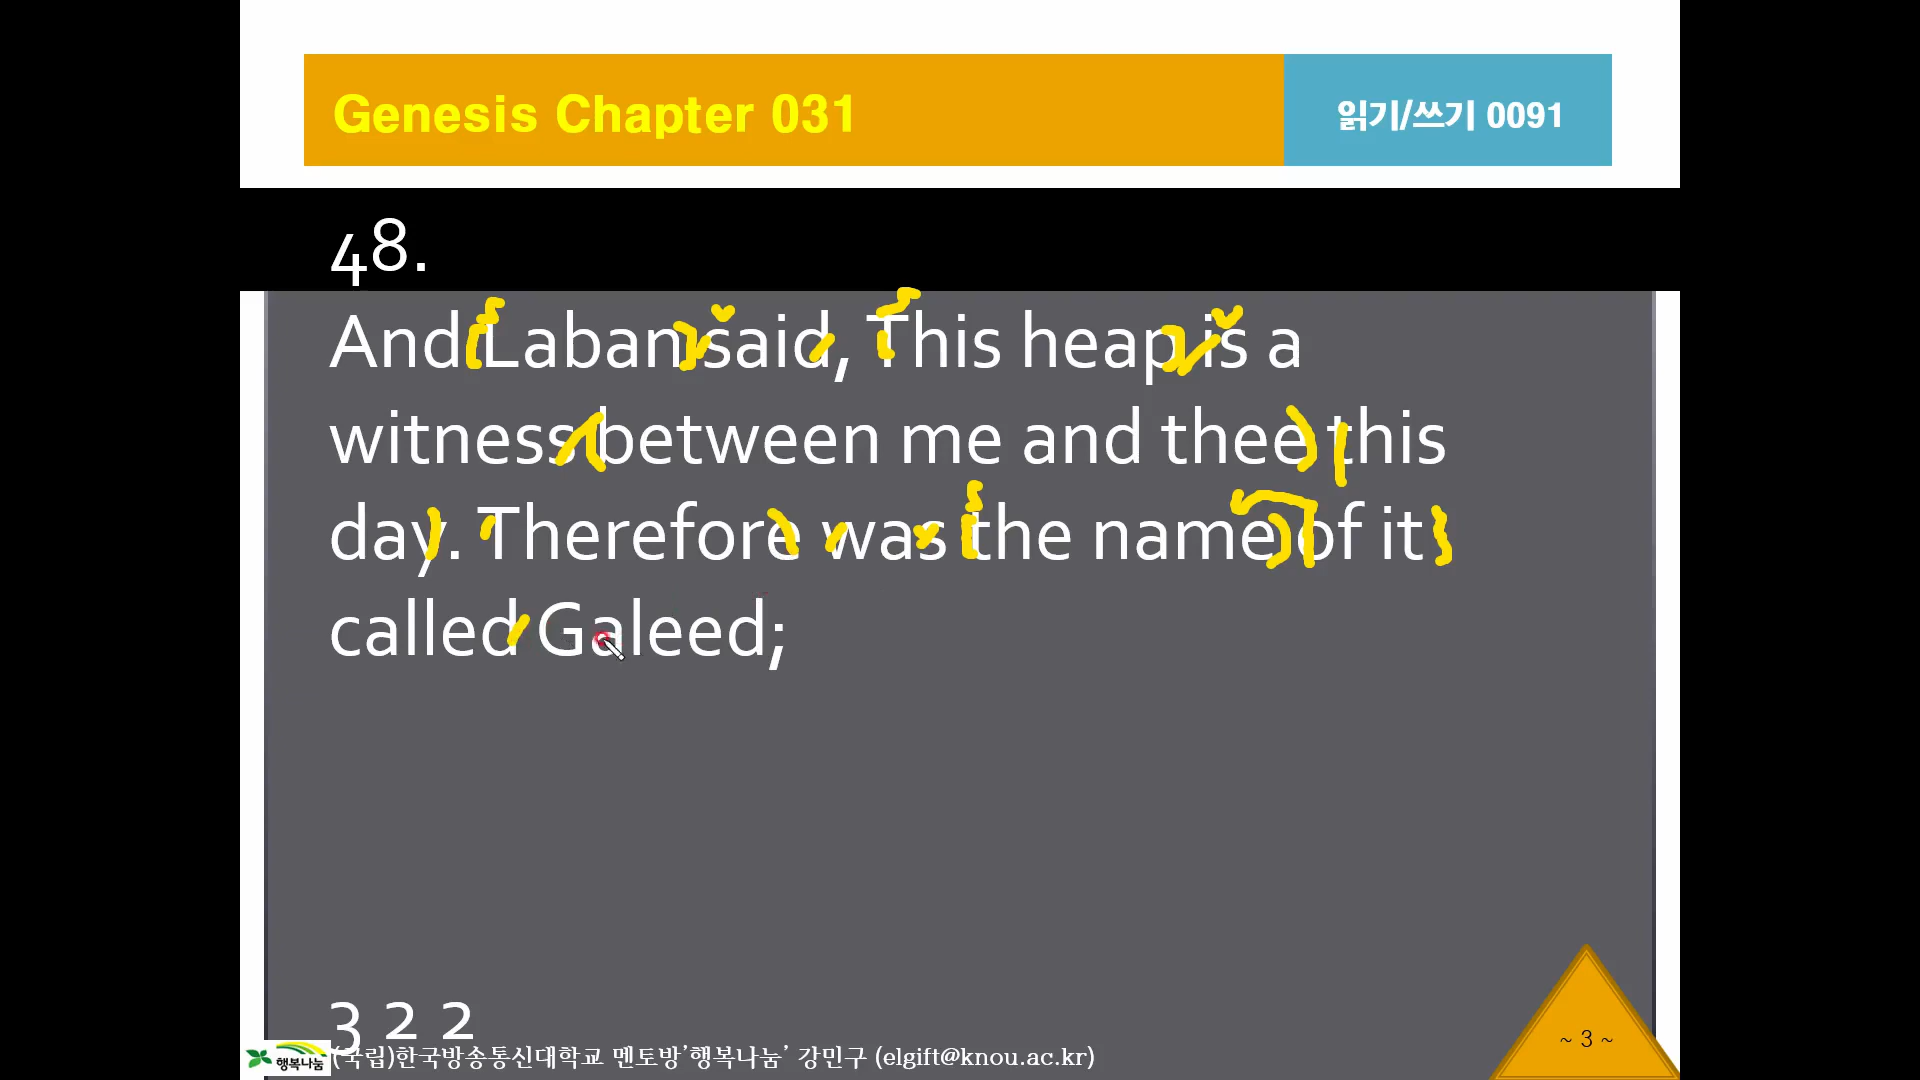 Genesis Chapter 031
읽기/쓰기 0091
48.
And Laban said, This heap is a
witness between me and thee this
day. Therefore was the name of it
called Galeed;
3 2 2
행복나눔
(국립)한국방송통신대학교 멘토방'행복나눔' 강민구 (elgift@knou.ac.kr)
~ 3 ~